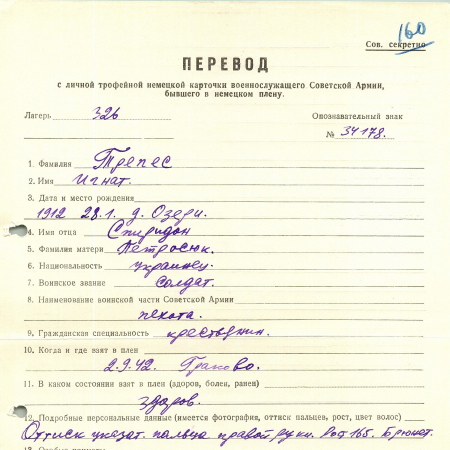 160
Сов. секретно
ПЕРЕВОД
с личной трофейной немецкой карточки военнослужащего Советской Армии,
бывшего в немецком плену.
Лагерь 326 Опознавательный знак
№ 34178.
1. Фамилия Трепес
2. Имя Игнат.
3. Дата и место рождения
1912 28.1. д. Озери.
4. Имя отца Спиридон
5. Фамилия матери Петросюк.
6. Национальность украинец.
7. Воинское звание солдат.
8. Наименование воинской части Советской Армии
пехота.
9. Гражданская специальность крестьянин.
10. Когда и где взят в плен
2.9.42. Граково.
11. В каком состоянии взят в плен (здоров, болен, ранен)
здоров.
12. Подробные персональные данные (имеется фотография, оттиск пальцев, рост, цвет волос)
Оттиск указат. пальца правой руки. Рост 165. Брюнет.